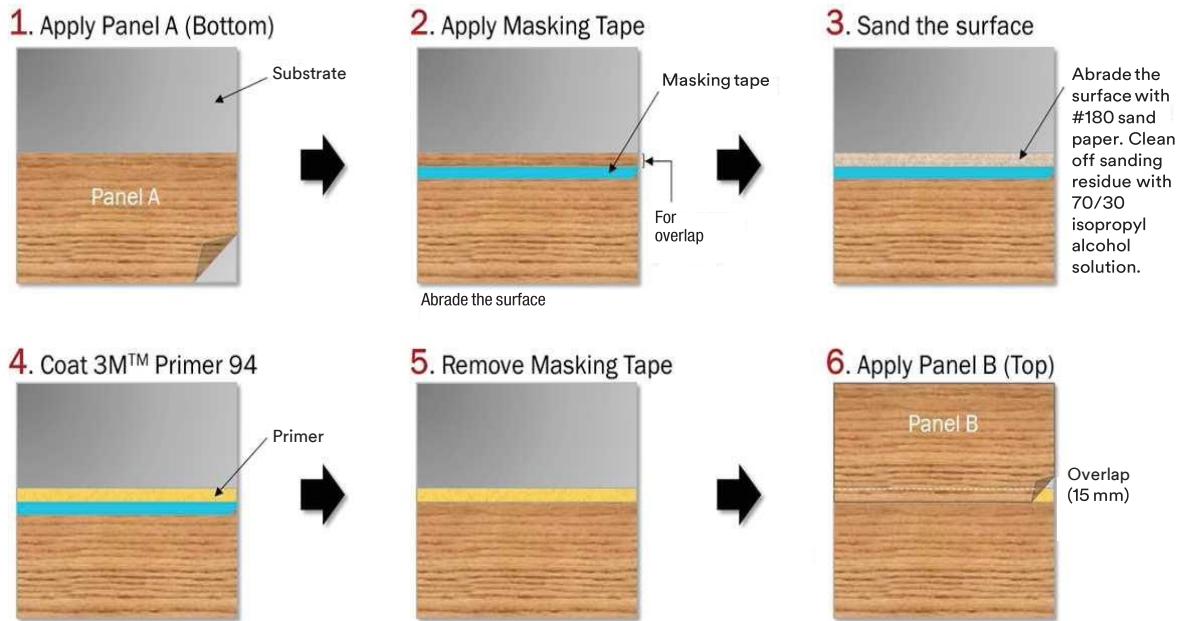 1. Apply Panel A (Bottom)
Substrate
Panel A
2. Apply Masking Tape
Masking tape
For
overlap
Abrade the surface
3. Sand the surface
Abrade the
surface with
#180 sand
paper. Clean
off sanding
residue with
70/30
isopropyl
alcohol
solution.
4. Coat 3M™ Primer 94
Primer
5. Remove Masking Tape
6. Apply Panel B (Top)
Panel B
Overlap
(15 mm)